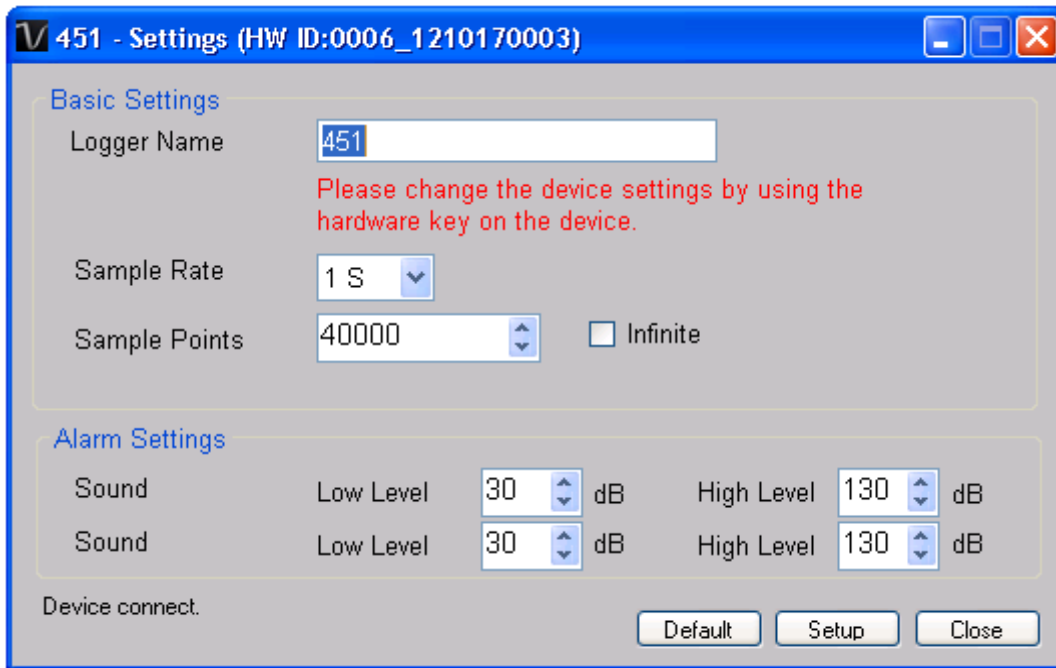 451 - Settings (HW ID:0006_1210170003)
Basic Settings
Logger Name 451
Please change the device settings by using the
hardware key on the device.
Sample Rate 1 S
Sample Points 40000 Infinite
Alarm Settings
Sound Low Level 30 dB High Level 130 dB
Sound Low Level 30 dB High Level 130 dB
Device connect.
Default Setup Close